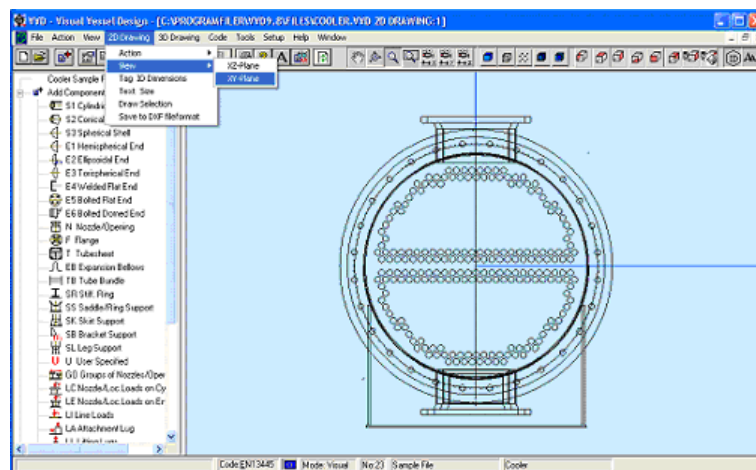 VVD - Visual Vessel Design - [C:\PROGRAMFILER\VVD9.8\FILES\COOLER.VVD 2D DRAWING:1]
File Action View 2D Drawing 3D Drawing Code Tools Setup Help Window
Action
View
Tag 1D Dimensions
Text Size
Draw Selection
Save to DXF fileformat
XZ-Plane
XY-Plane
Cooler Sample F
Add Component
S1 Cylindri
S2 Conical
S3 Spherical Shell
E1 Hemispherical End
E2 Ellipsoidal End
E3 Torispherical End
E4 Welded Flat End
E5 Bolted Flat End
E6 Bolted Domed End
N Nozzle/Opening
F Flange
T Tubesheet
EB Expansion Bellows
TB Tube Bundle
SR Stiff. Ring
SS Saddle/Ring Support
SK Skirt Support
SB Bracket Support
SL Leg Support
U User Specified
GO Groups of Nozzles/Oper
LC Nozzle/Loc.Loads on Cy
LE Nozzle/Loc.Loads on Er
LI Line Loads
LA Attachment Lug
Code:EN13445 Mode: Visual No:23 Sample File Cooler